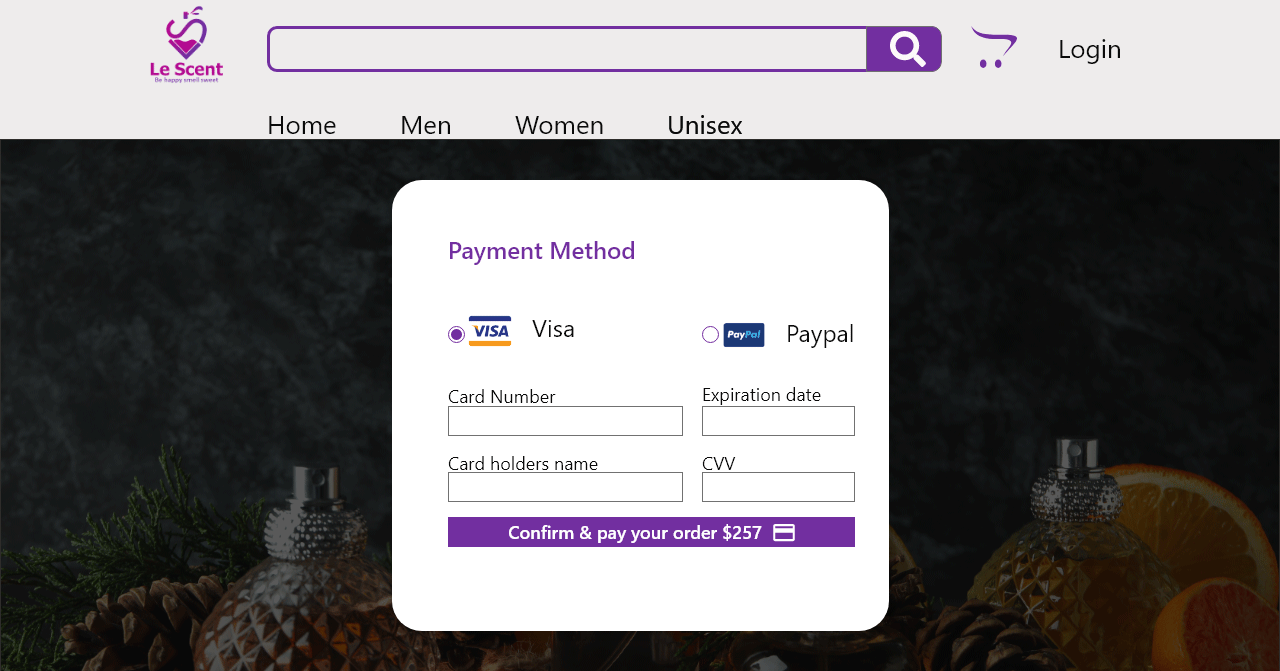 Le Scent
Be happy smell sweet
Login
Home Men Women Unisex
Payment Method
VISA Visa PayPal Paypal
Card Number Expiration date
Card holders name CVV
Confirm & pay your order $257